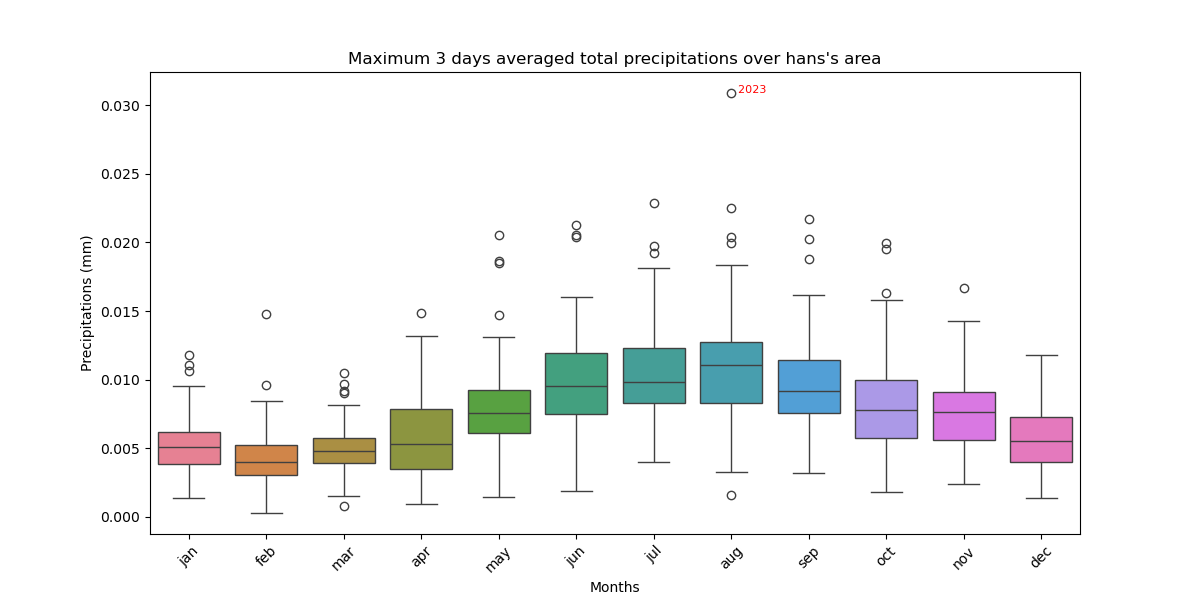 Maximum 3 days averaged total precipitations over hans's area
2023
0.030
0.025
0.020
0.015
0.010
0.005
0.000
Precipitations (mm)
jan
feb
mar
apr
may
jun
jul
aug
sep
oct
nov
dec
Months